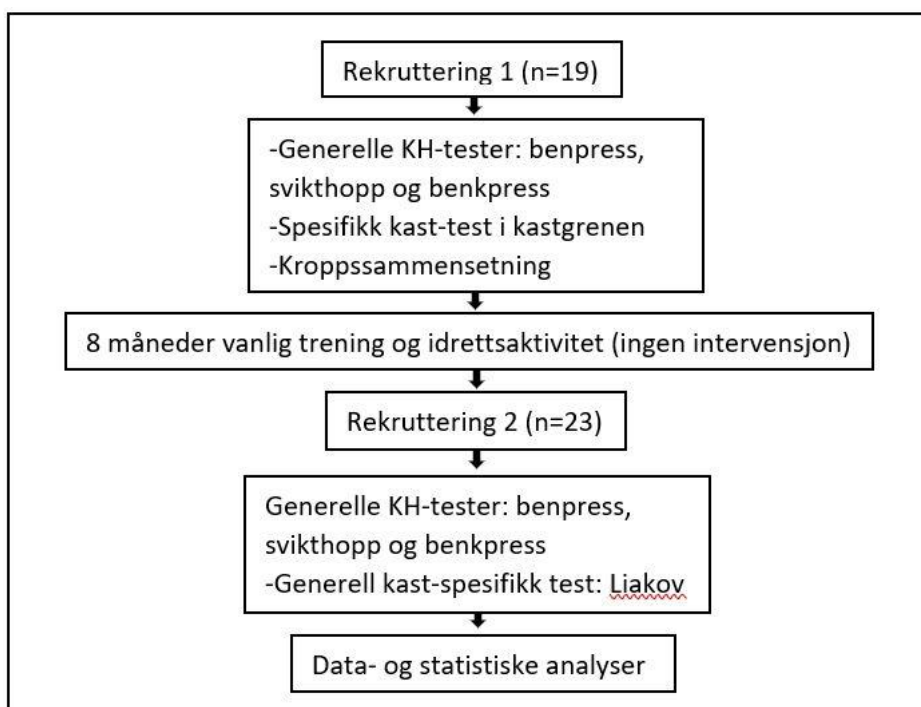 Rekruttering 1 (n=19)
-Generelle KH-tester: benpress,
svikthopp og benkpress
-Spesifikk kast-test i kastgrenen
-Kroppssammensetning
8 måneder vanlig trening og idrettsaktivitet (ingen intervensjon)
Rekruttering 2 (n=23)
Generelle KH-tester: benpress,
svikthopp og benkpress
-Generell kast-spesifikk test: Liakov
Data- og statistiske analyser